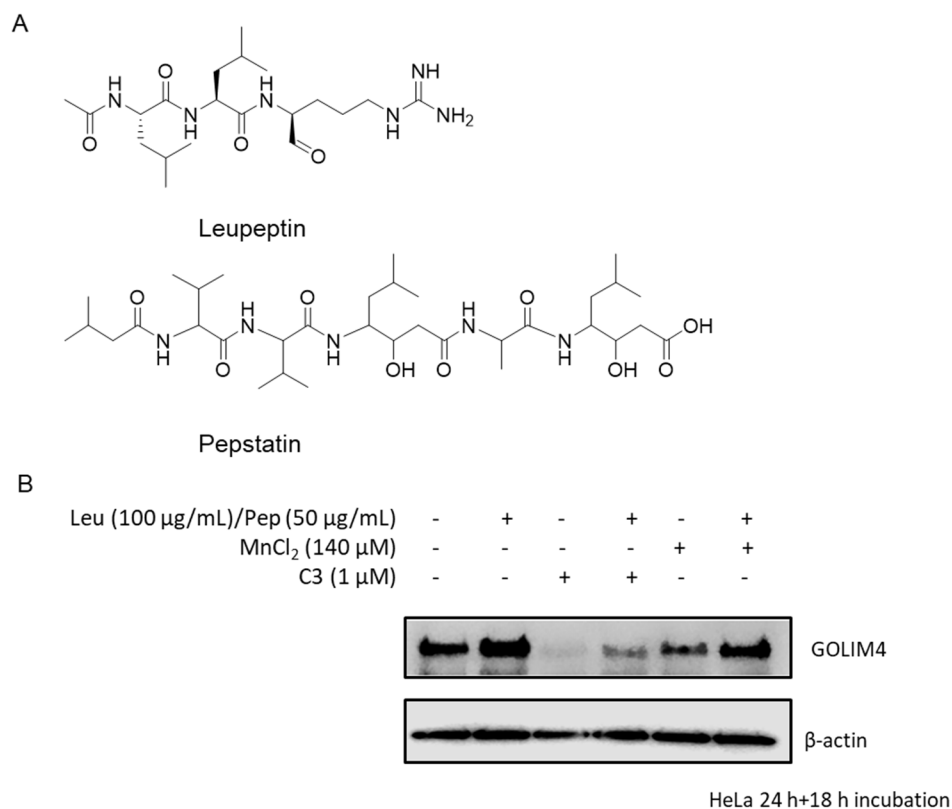 A
H
N
O
N
H
O
H
N
O
N
H
NH
NH2
Leupeptin
O
N
H
O
H
N
O
N
H
OH
O
H
N
O
N
H
OH
O
OH
Pepstatin
B
Leu (100 µg/mL)/Pep (50 µg/mL) - + - + - +
MnCl2 (140 µM) - - - - + +
C3 (1 µM) - - + + - -
GOLIM4
β-actin
HeLa 24 h+18 h incubation